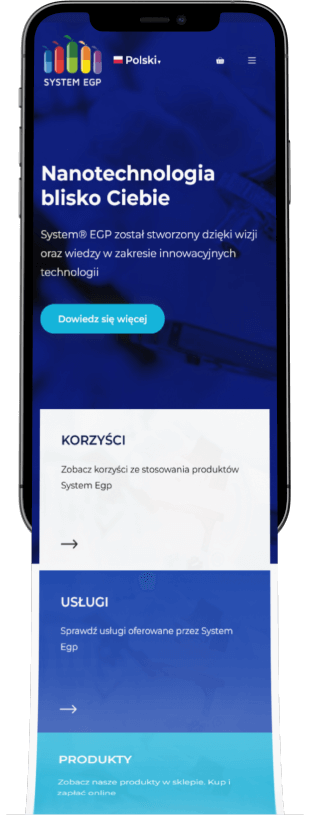 SYSTEM EGP
Polski
Nanotechnologia
blisko Ciebie
System® EGP został stworzony dzięki wizji
oraz wiedzy w zakresie innowacyjnych
technologii
Dowiedz się więcej
KORZYŚCI
Zobacz korzyści ze stosowania produktów
System Egp
USŁUGI
Sprawdź usługi oferowane przez System
Egp
PRODUKTY
Zobacz nasze produkty w sklepie. Kup i
zapłać online